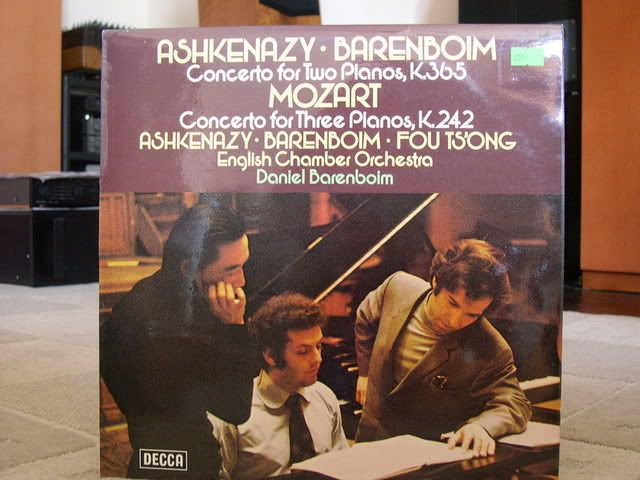 ASHKENAZY · BARENBOIM
Concerto for Two Pianos, K.365
MOZART
Concerto for Three Pianos, K.242
ASHKENAZY · BARENBOIM · FOU TS'ONG
English Chamber Orchestra
Daniel Barenboim
DECCA